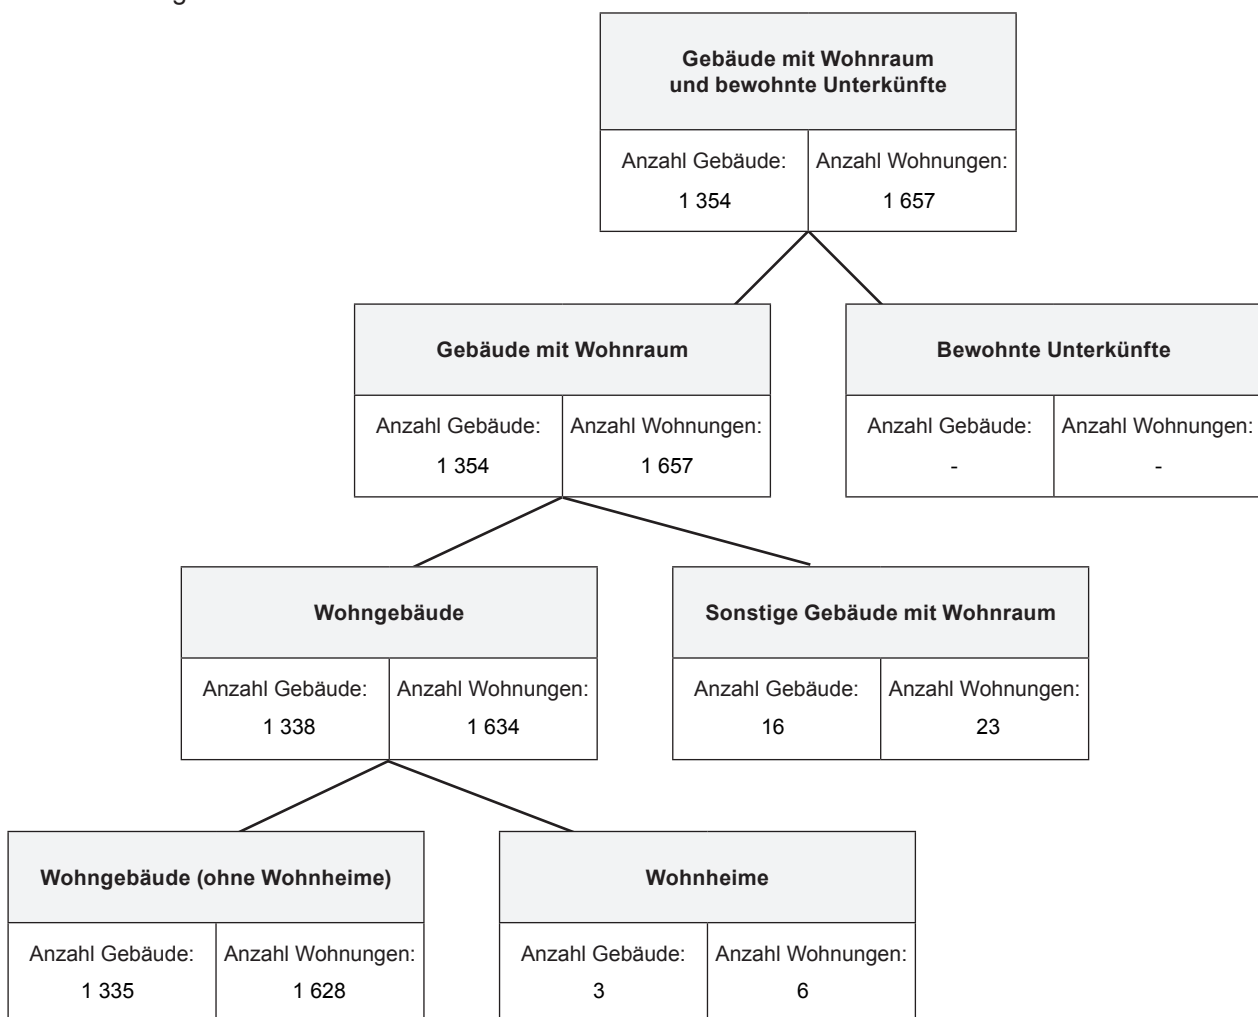 Gebäude mit Wohnraum
und bewohnte Unterkünfte
Anzahl Gebäude:
1 354
Anzahl Wohnungen:
1 657
Gebäude mit Wohnraum
Anzahl Gebäude:
1 354
Anzahl Wohnungen:
1 657
Bewohnte Unterkünfte
Anzahl Gebäude:
-
Anzahl Wohnungen:
-
Wohngebäude
Anzahl Gebäude:
1 338
Anzahl Wohnungen:
1 634
Sonstige Gebäude mit Wohnraum
Anzahl Gebäude:
16
Anzahl Wohnungen:
23
Wohngebäude (ohne Wohnheime)
Anzahl Gebäude:
1 335
Anzahl Wohnungen:
1 628
Wohnheime
Anzahl Gebäude:
3
Anzahl Wohnungen:
6